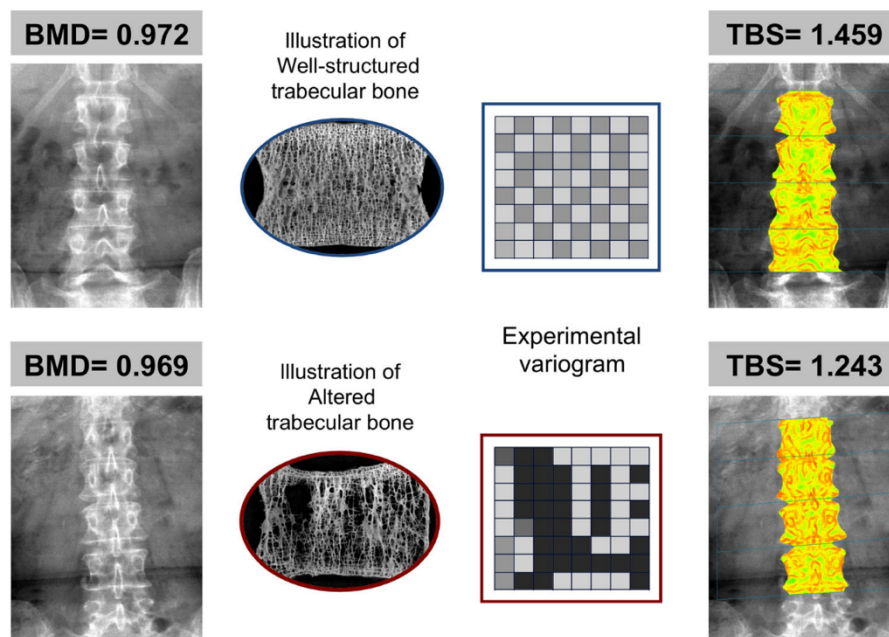 BMD= 0.972
Illustration of
Well-structured
trabecular bone
TBS= 1.459
BMD= 0.969
Illustration of
Altered
trabecular bone
Experimental
variogram
TBS= 1.243